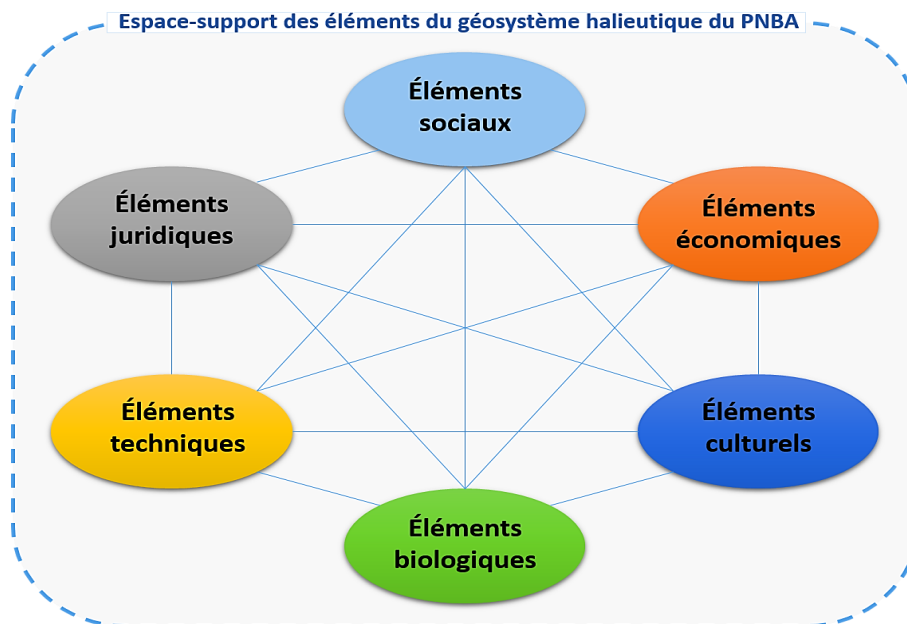 Espace-support des éléments du géosystème halieutique du PNBA
Éléments
sociaux
Éléments
juridiques
Éléments
économiques
Éléments
techniques
Éléments
culturels
Éléments
biologiques